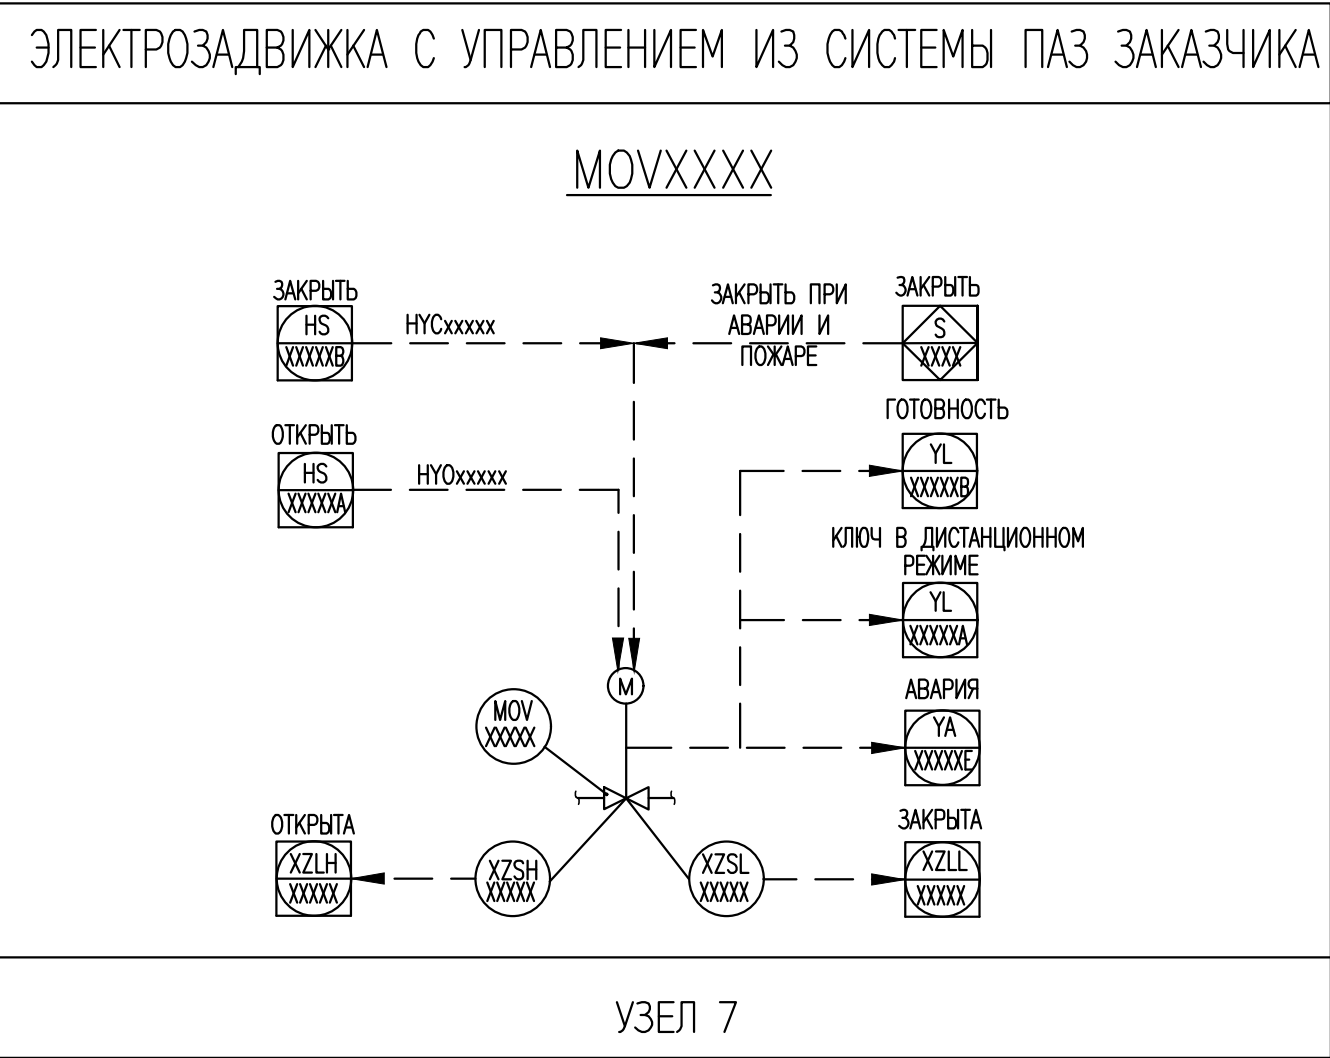 ЭЛЕКТРОЗАДВИЖКА С УПРАВЛЕНИЕМ ИЗ СИСТЕМЫ ПАЗ ЗАКАЗЧИКА
MOVXXXX
ЗАКРЫТЬ
HS
XXXXXB
HYCxxxxx
ЗАКРЫТЬ ПРИ
АВАРИИ И
ПОЖАРЕ
ЗАКРЫТЬ
S
XXXX
ОТКРЫТЬ
HS
XXXXXA
HYOxxxxx
ГОТОВНОСТЬ
YL
XXXXXB
КЛЮЧ В ДИСТАНЦИОННОМ
РЕЖИМЕ
YL
XXXXXA
M
MOV
XXXXX
АВАРИЯ
YA
XXXXXE
ОТКРЫТА
XZLH
XXXXX
XZSH
XXXXX
XZSL
XXXXX
ЗАКРЫТА
XZLL
XXXXX
УЗЕЛ 7